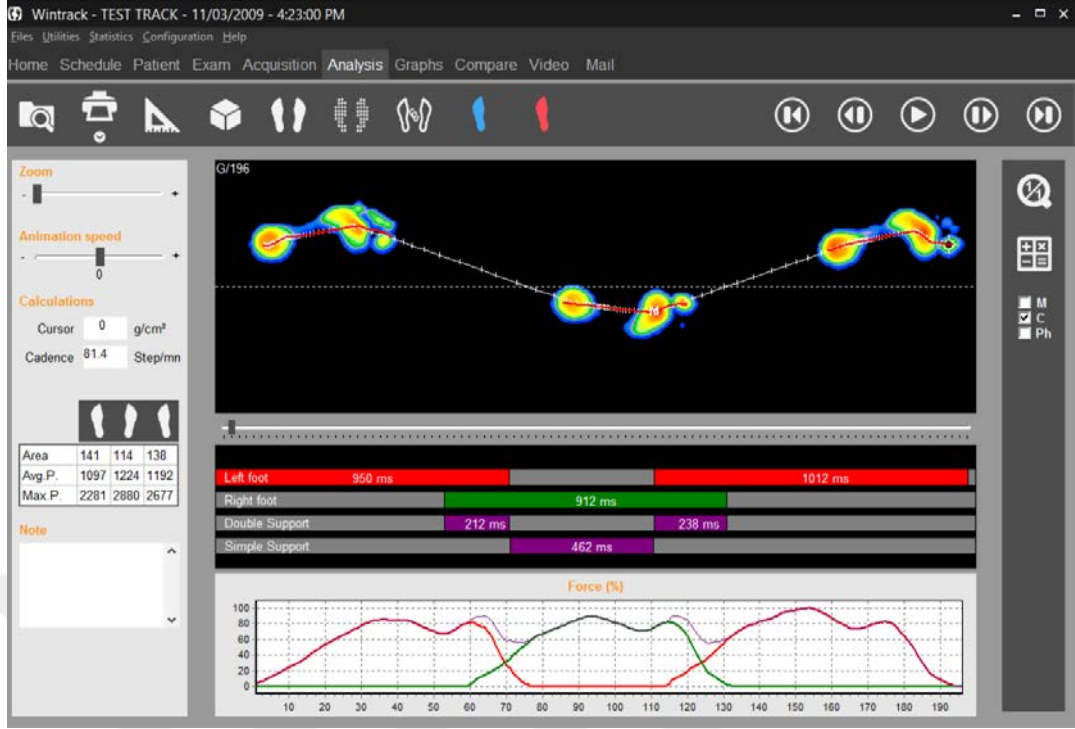 Wintrack - TEST TRACK - 11/03/2009 - 4:23:00 PM
Files Utilities Statistics Configuration Help
Home Schedule Patient Exam Acquisition Analysis Graphs Compare Video Mail
Zoom
- +
Animation speed
- +
0
Calculations
Cursor 0 g/cm²
Cadence 81.4 Step/mn
Area 141 114 138
Avg.P. 1097 1224 1192
Max.P. 2281 2880 2677
Note
G/196
M
1/1
M
C
Ph
Left foot 950 ms 1012 ms
Right foot 912 ms
Double Support 212 ms 238 ms
Simple Support 462 ms
Force (%)
100
80
60
40
20
0
10 20 30 40 50 60 70 80 90 100 110 120 130 140 150 160 170 180 190